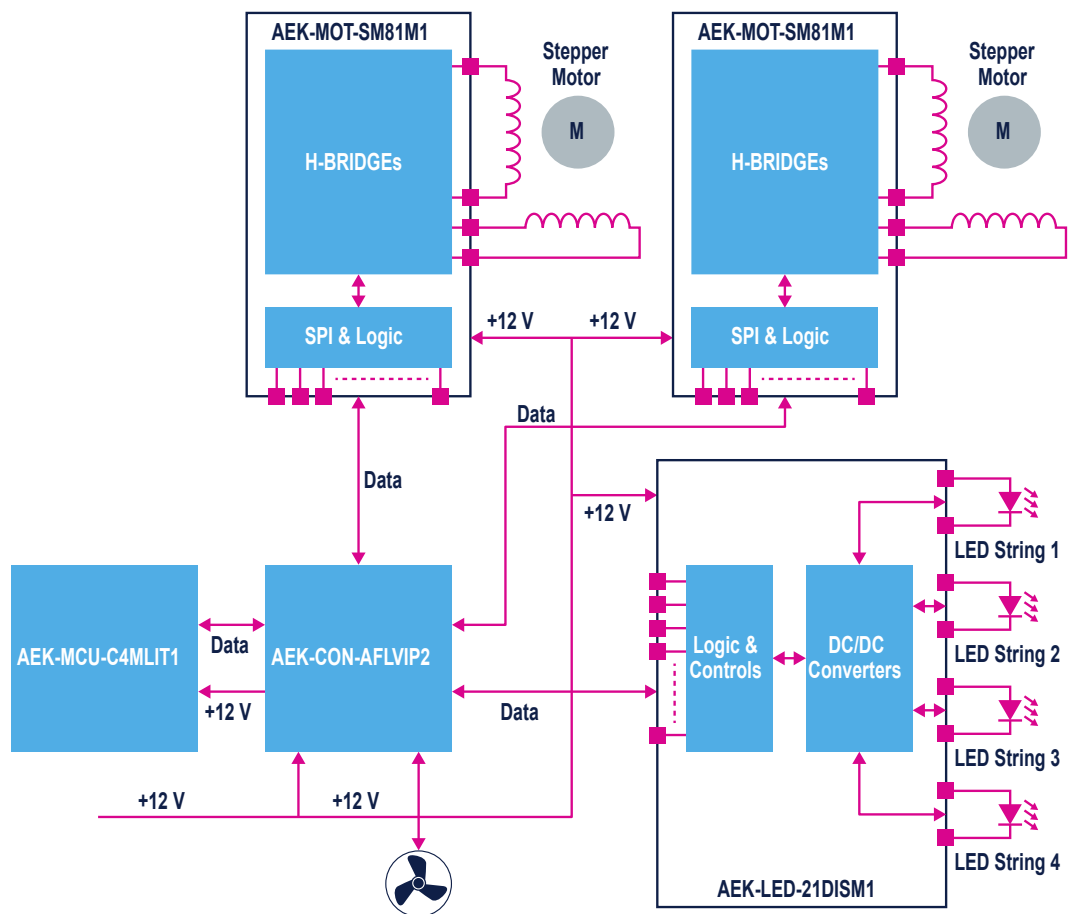 AEK-MOT-SM81M1
AEK-MOT-SM81M1
Stepper
Motor
M
Stepper
Motor
M
H-BRIDGEs
H-BRIDGEs
SPI & Logic
+12 V
+12 V
SPI & Logic
Data
Data
+12 V
LED String 1
AEK-MCU-C4MLIT1
Data
+12 V
AEK-CON-AFLVIP2
Data
Logic &
Controls
DC/DC
Converters
LED String 2
LED String 3
+12 V
+12 V
LED String 4
AEK-LED-21DISM1